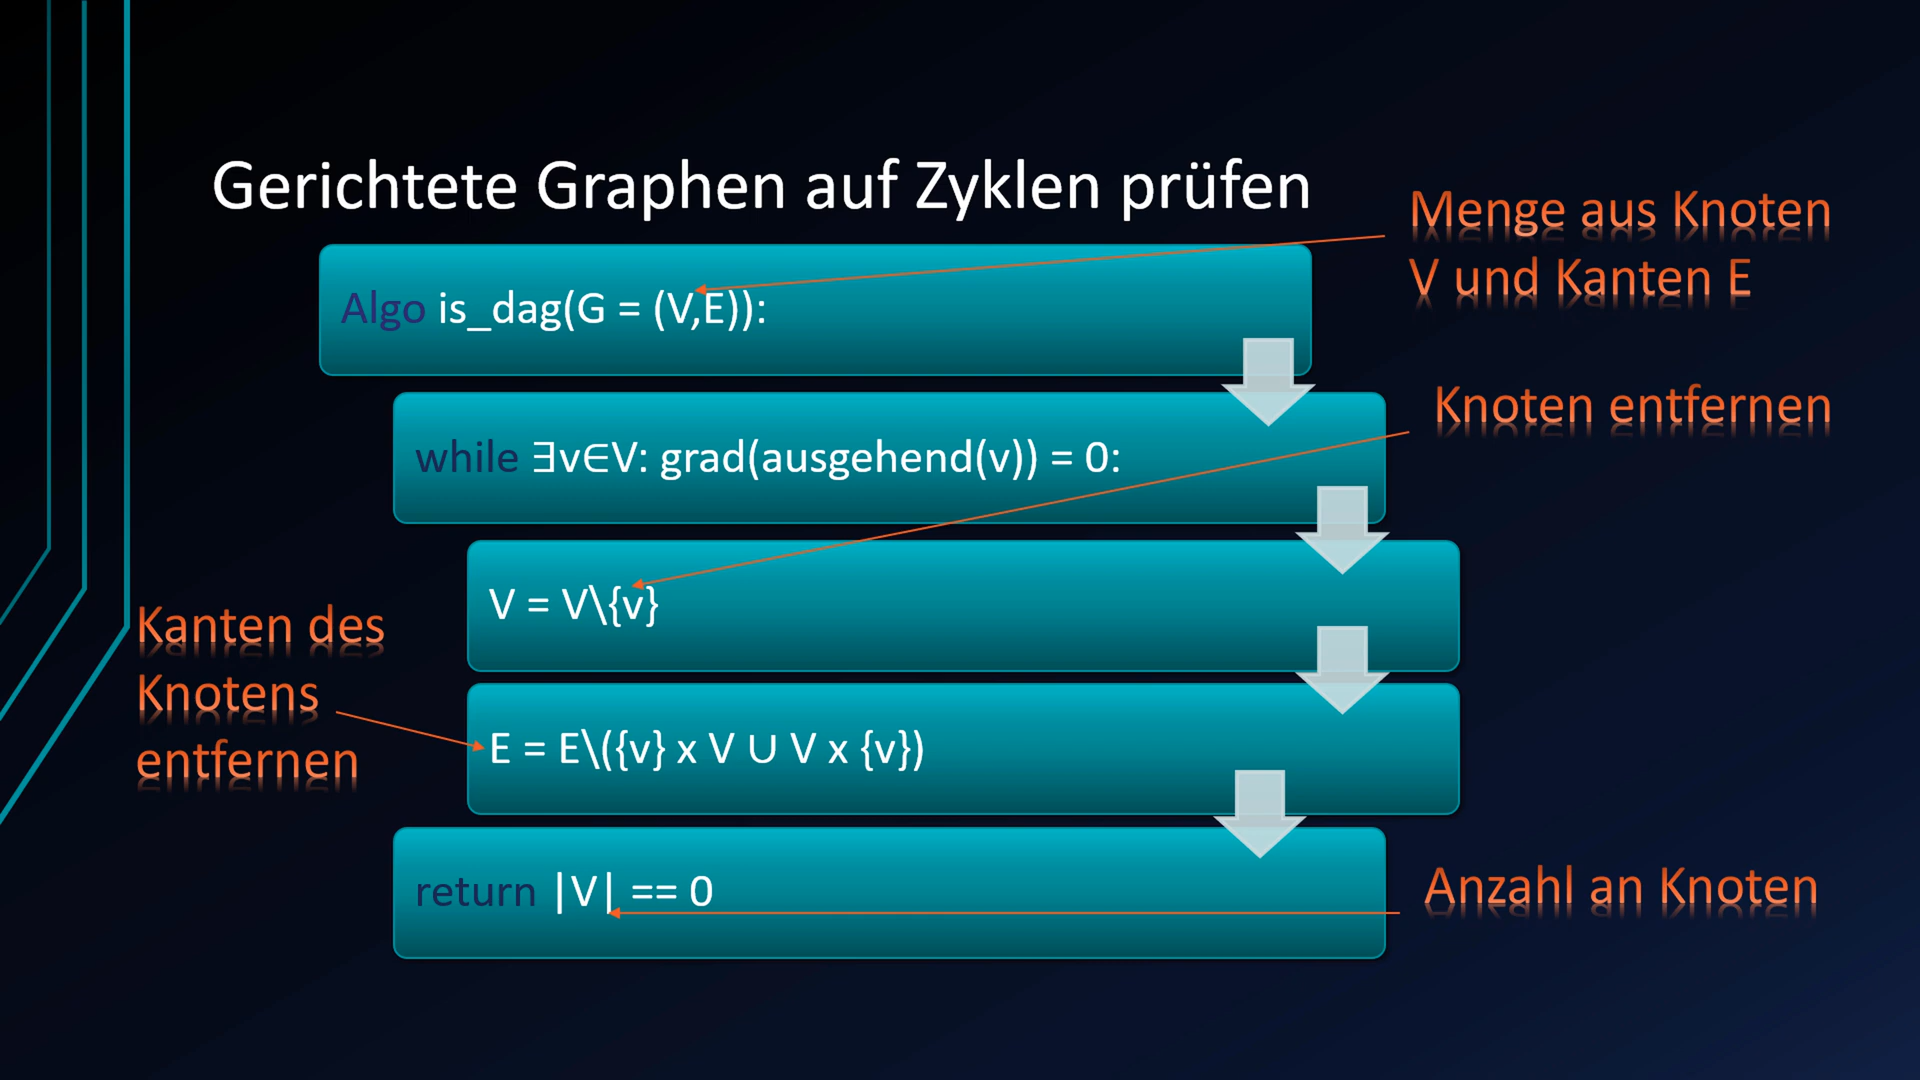 Gerichtete Graphen auf Zyklen prüfen
Menge aus Knoten
V und Kanten E
Algo is_dag(G = (V,E)):
Knoten entfernen
while ∃v∈V: grad(ausgehend(v)) = 0:
V = V\{v}
Kanten des
Knotens
entfernen
E = E\({v} x V ∪ V x {v})
return |V| == 0
Anzahl an Knoten